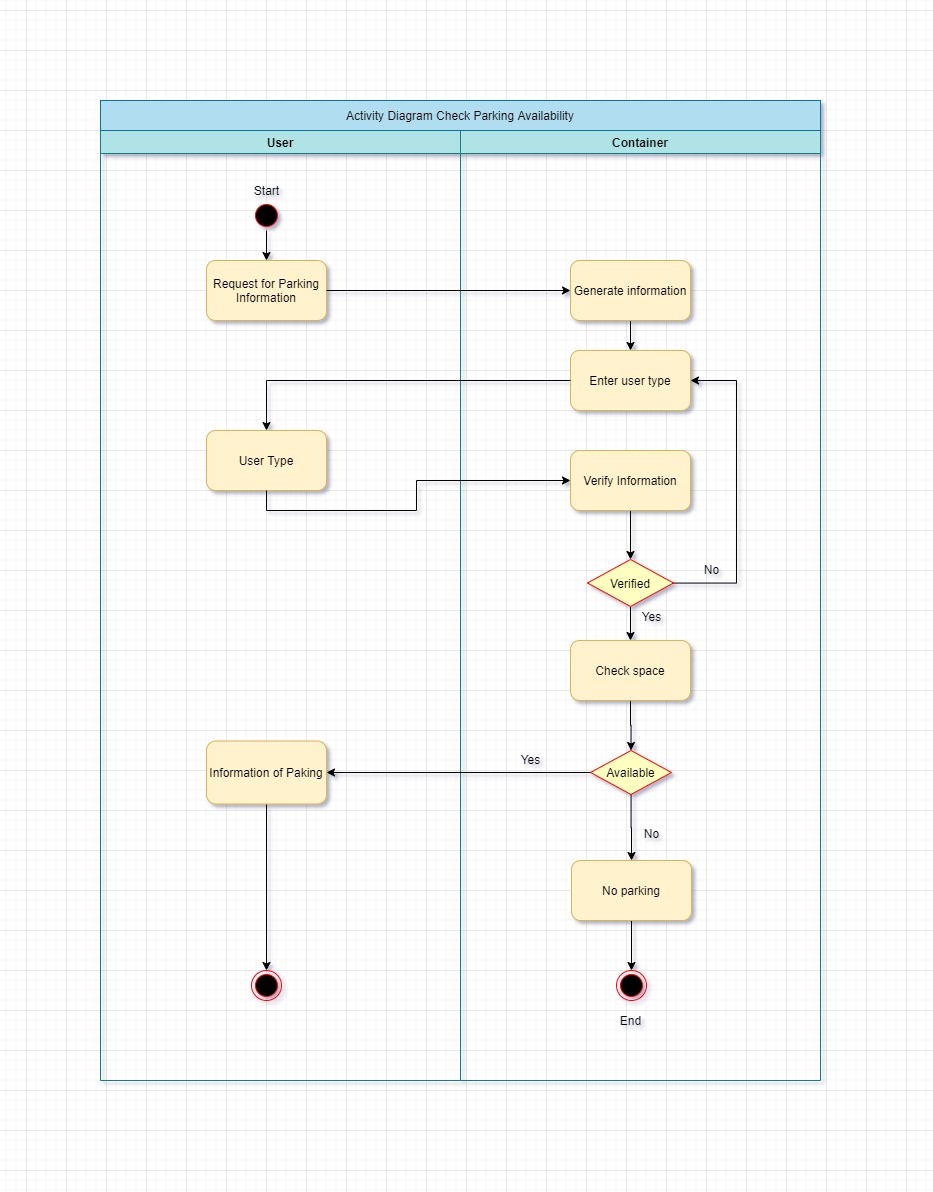 Activity Diagram Check Parking Availability
User
Container
Start
Request for Parking
Information
Generate information
Enter user type
User Type
Verify Information
Verified
No
Yes
Check space
Information of Paking
Yes
Available
No
No parking
End